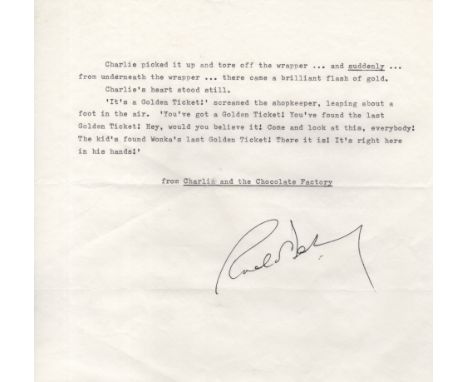 Charlie picked it up and tore off the wrapper ... and suddenly ...
from underneath the wrapper ... there came a brilliant flash of gold.
Charlie's heart stood still.
'It's a Golden Ticket!' screamed the shopkeeper, leaping about a
foot in the air. 'You've got a Golden Ticket! You've found the last
Golden Ticket! Hey, would you believe it! Come and look at this, everybody!
The kid's found Wonka's last Golden Ticket! There it is! It's right here
in his hands!'
from Charlie and the Chocolate Factory
Roald Dahl